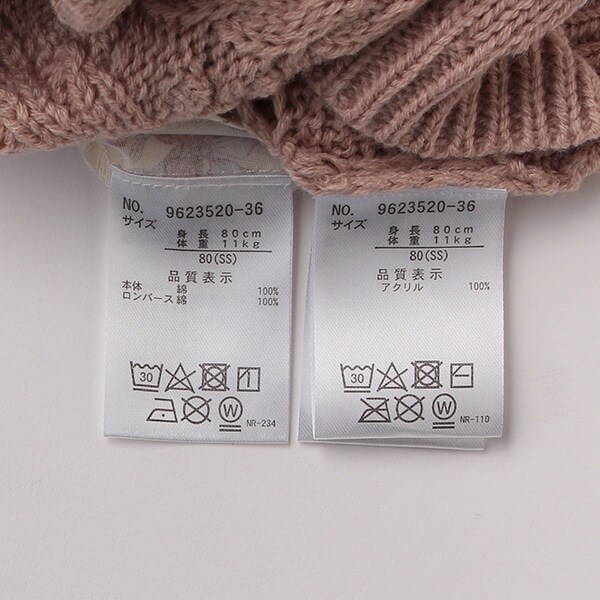 NO. 9623520-36
サイズ
身長 80cm
体重 11kg
80(SS)
品質表示
本体 綿 100%
ロンパース 綿 100%
30
W
NR-234
NO. 9623520-36
サイズ
身長 80cm
体重 11kg
80(SS)
品質表示
アクリル 100%
30
W
NR-110